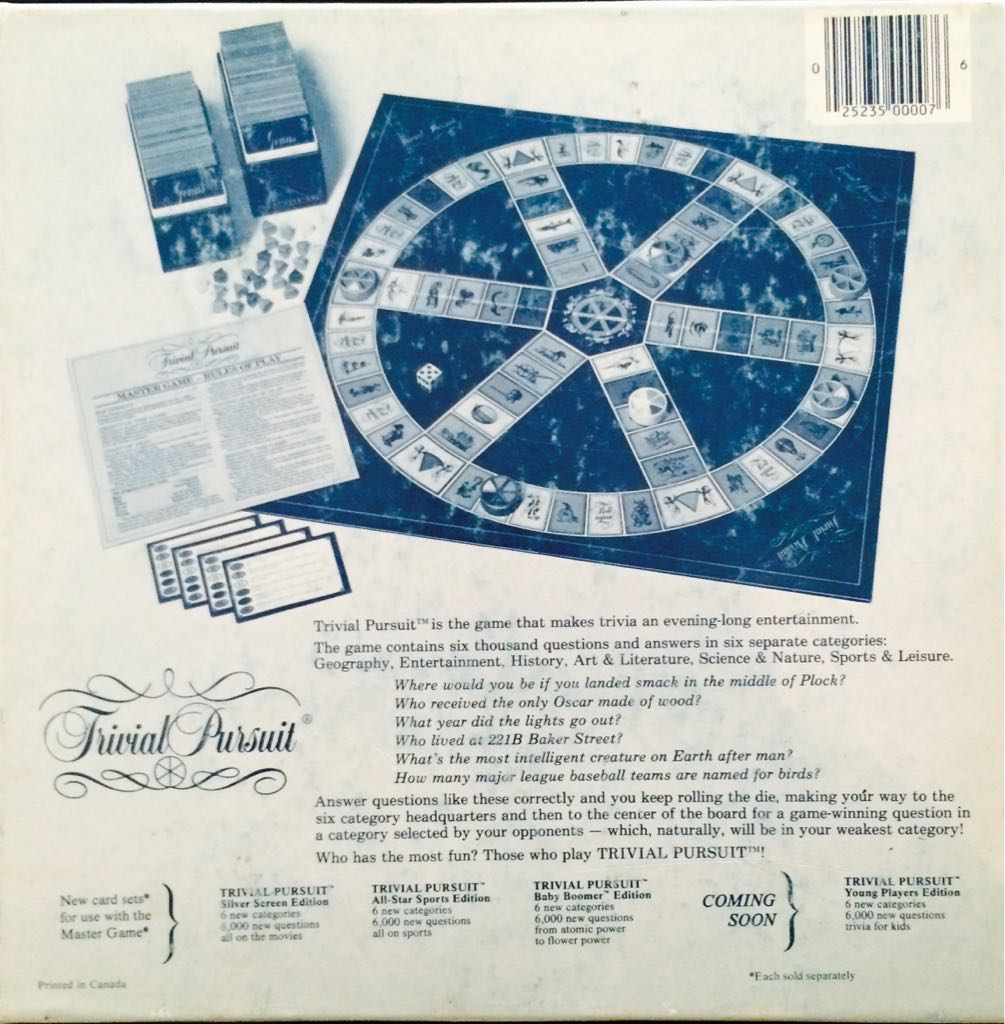 0 25235 00007 6
Genus
Genus
Trivial Pursuit
MASTER GAME - RULES OF PLAY
Trivial Pursuit
Trivial Pursuit™ is the game that makes trivia an evening-long entertainment.
The game contains six thousand questions and answers in six separate categories:
Geography, Entertainment, History, Art & Literature, Science & Nature, Sports & Leisure.
Where would you be if you landed smack in the middle of Plock?
Who received the only Oscar made of wood?
What year did the lights go out?
Who lived at 221B Baker Street?
What's the most intelligent creature on Earth after man?
How many major league baseball teams are named for birds?
Trivial Pursuit®
Answer questions like these correctly and you keep rolling the die, making your way to the
six category headquarters and then to the center of the board for a game-winning question in
a category selected by your opponents — which, naturally, will be in your weakest category!
Who has the most fun? Those who play TRIVIAL PURSUIT™!
New card sets*
for use with the
Master Game*
TRIVIAL PURSUIT™
Silver Screen Edition
6 new categories
6,000 new questions
all on the movies
TRIVIAL PURSUIT™
All-Star Sports Edition
6 new categories
6,000 new questions
all on sports
TRIVIAL PURSUIT™
Baby Boomer™ Edition
6 new categories
6,000 new questions
from atomic power
to flower power
COMING
SOON
TRIVIAL PURSUIT™
Young Players Edition
6 new categories
6,000 new questions
trivia for kids
*Each sold separately
Printed in Canada